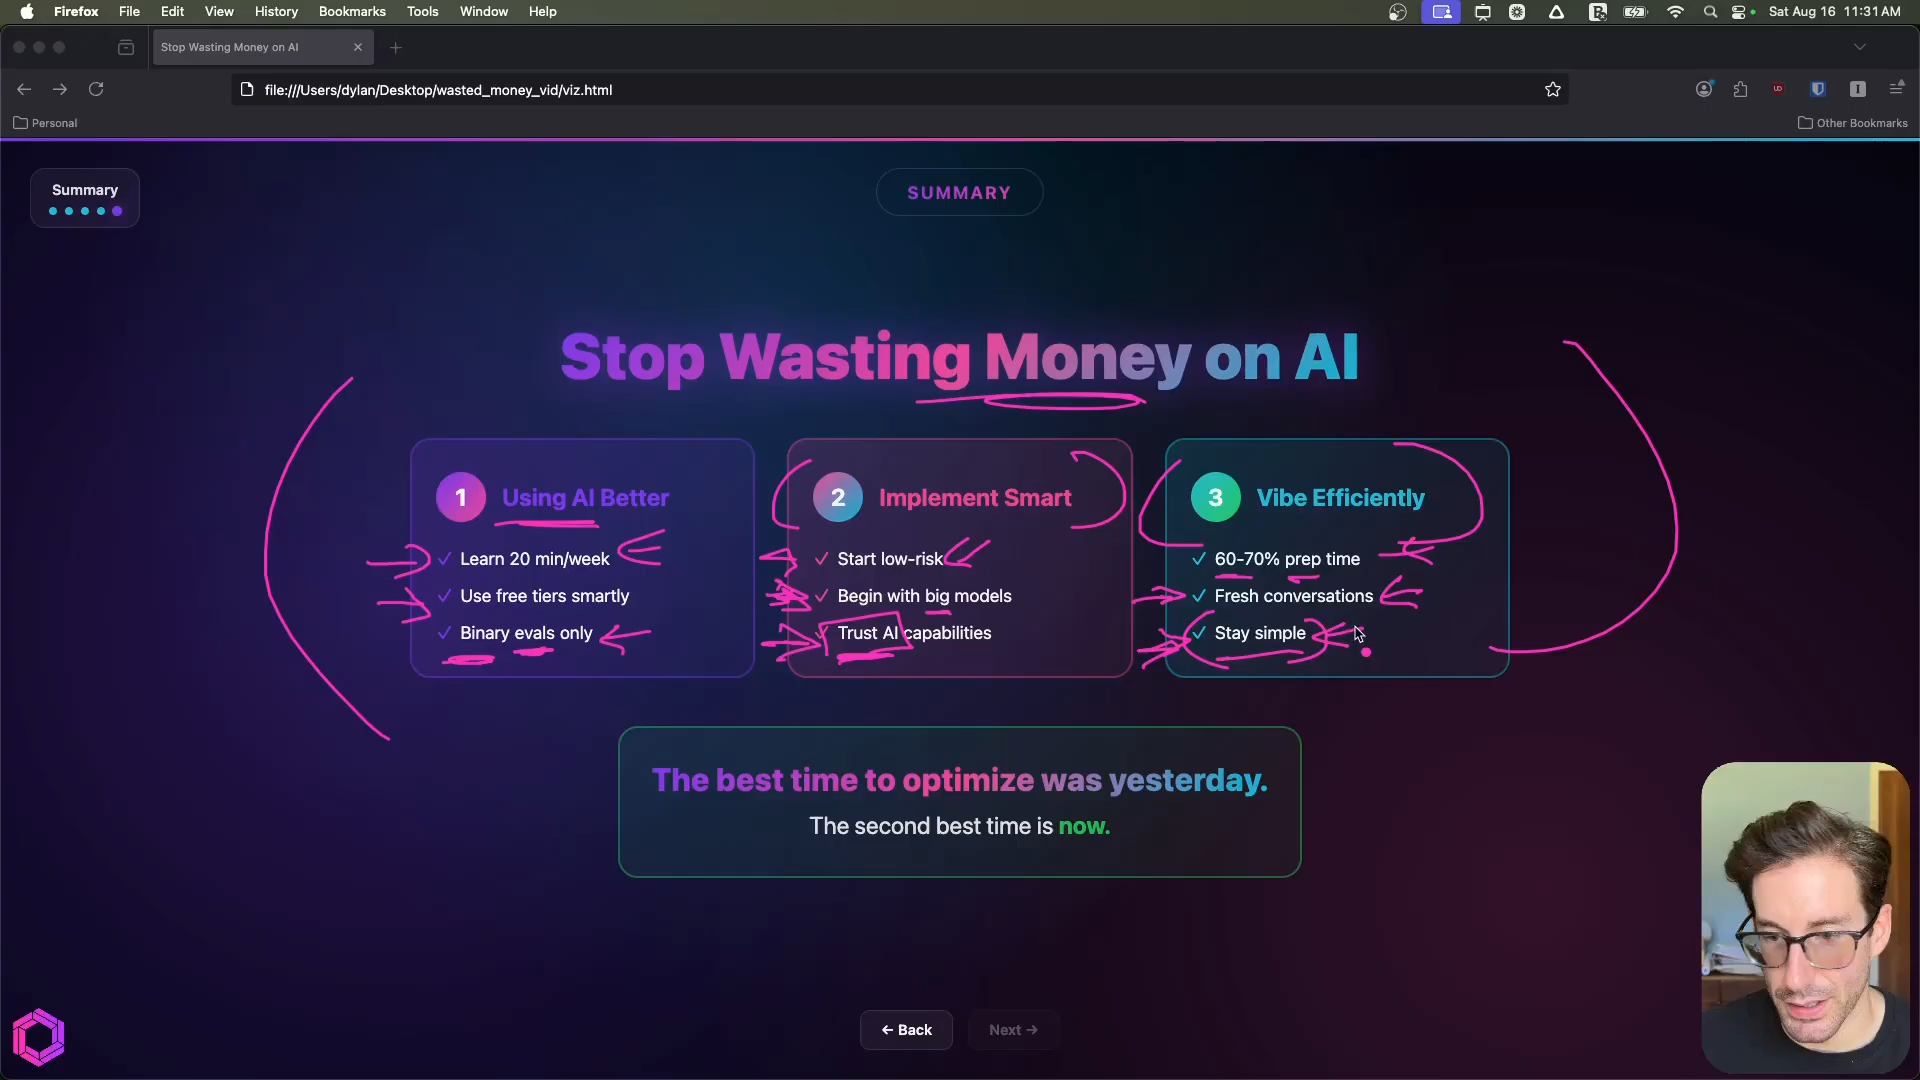 Firefox File Edit View History Bookmarks Tools Window Help Sat Aug 16 11:31 AM
Stop Wasting Money on AI
file:///Users/dylan/Desktop/wasted_money_vid/viz.html
Personal
Other Bookmarks
Summary
SUMMARY
Stop Wasting Money on AI
1 Using AI Better
Learn 20 min/week
Use free tiers smartly
Binary evals only
2 Implement Smart
Start low-risk
Begin with big models
Trust AI capabilities
3 Vibe Efficiently
60-70% prep time
Fresh conversations
Stay simple
The best time to optimize was yesterday.
The second best time is now.
← Back
Next →